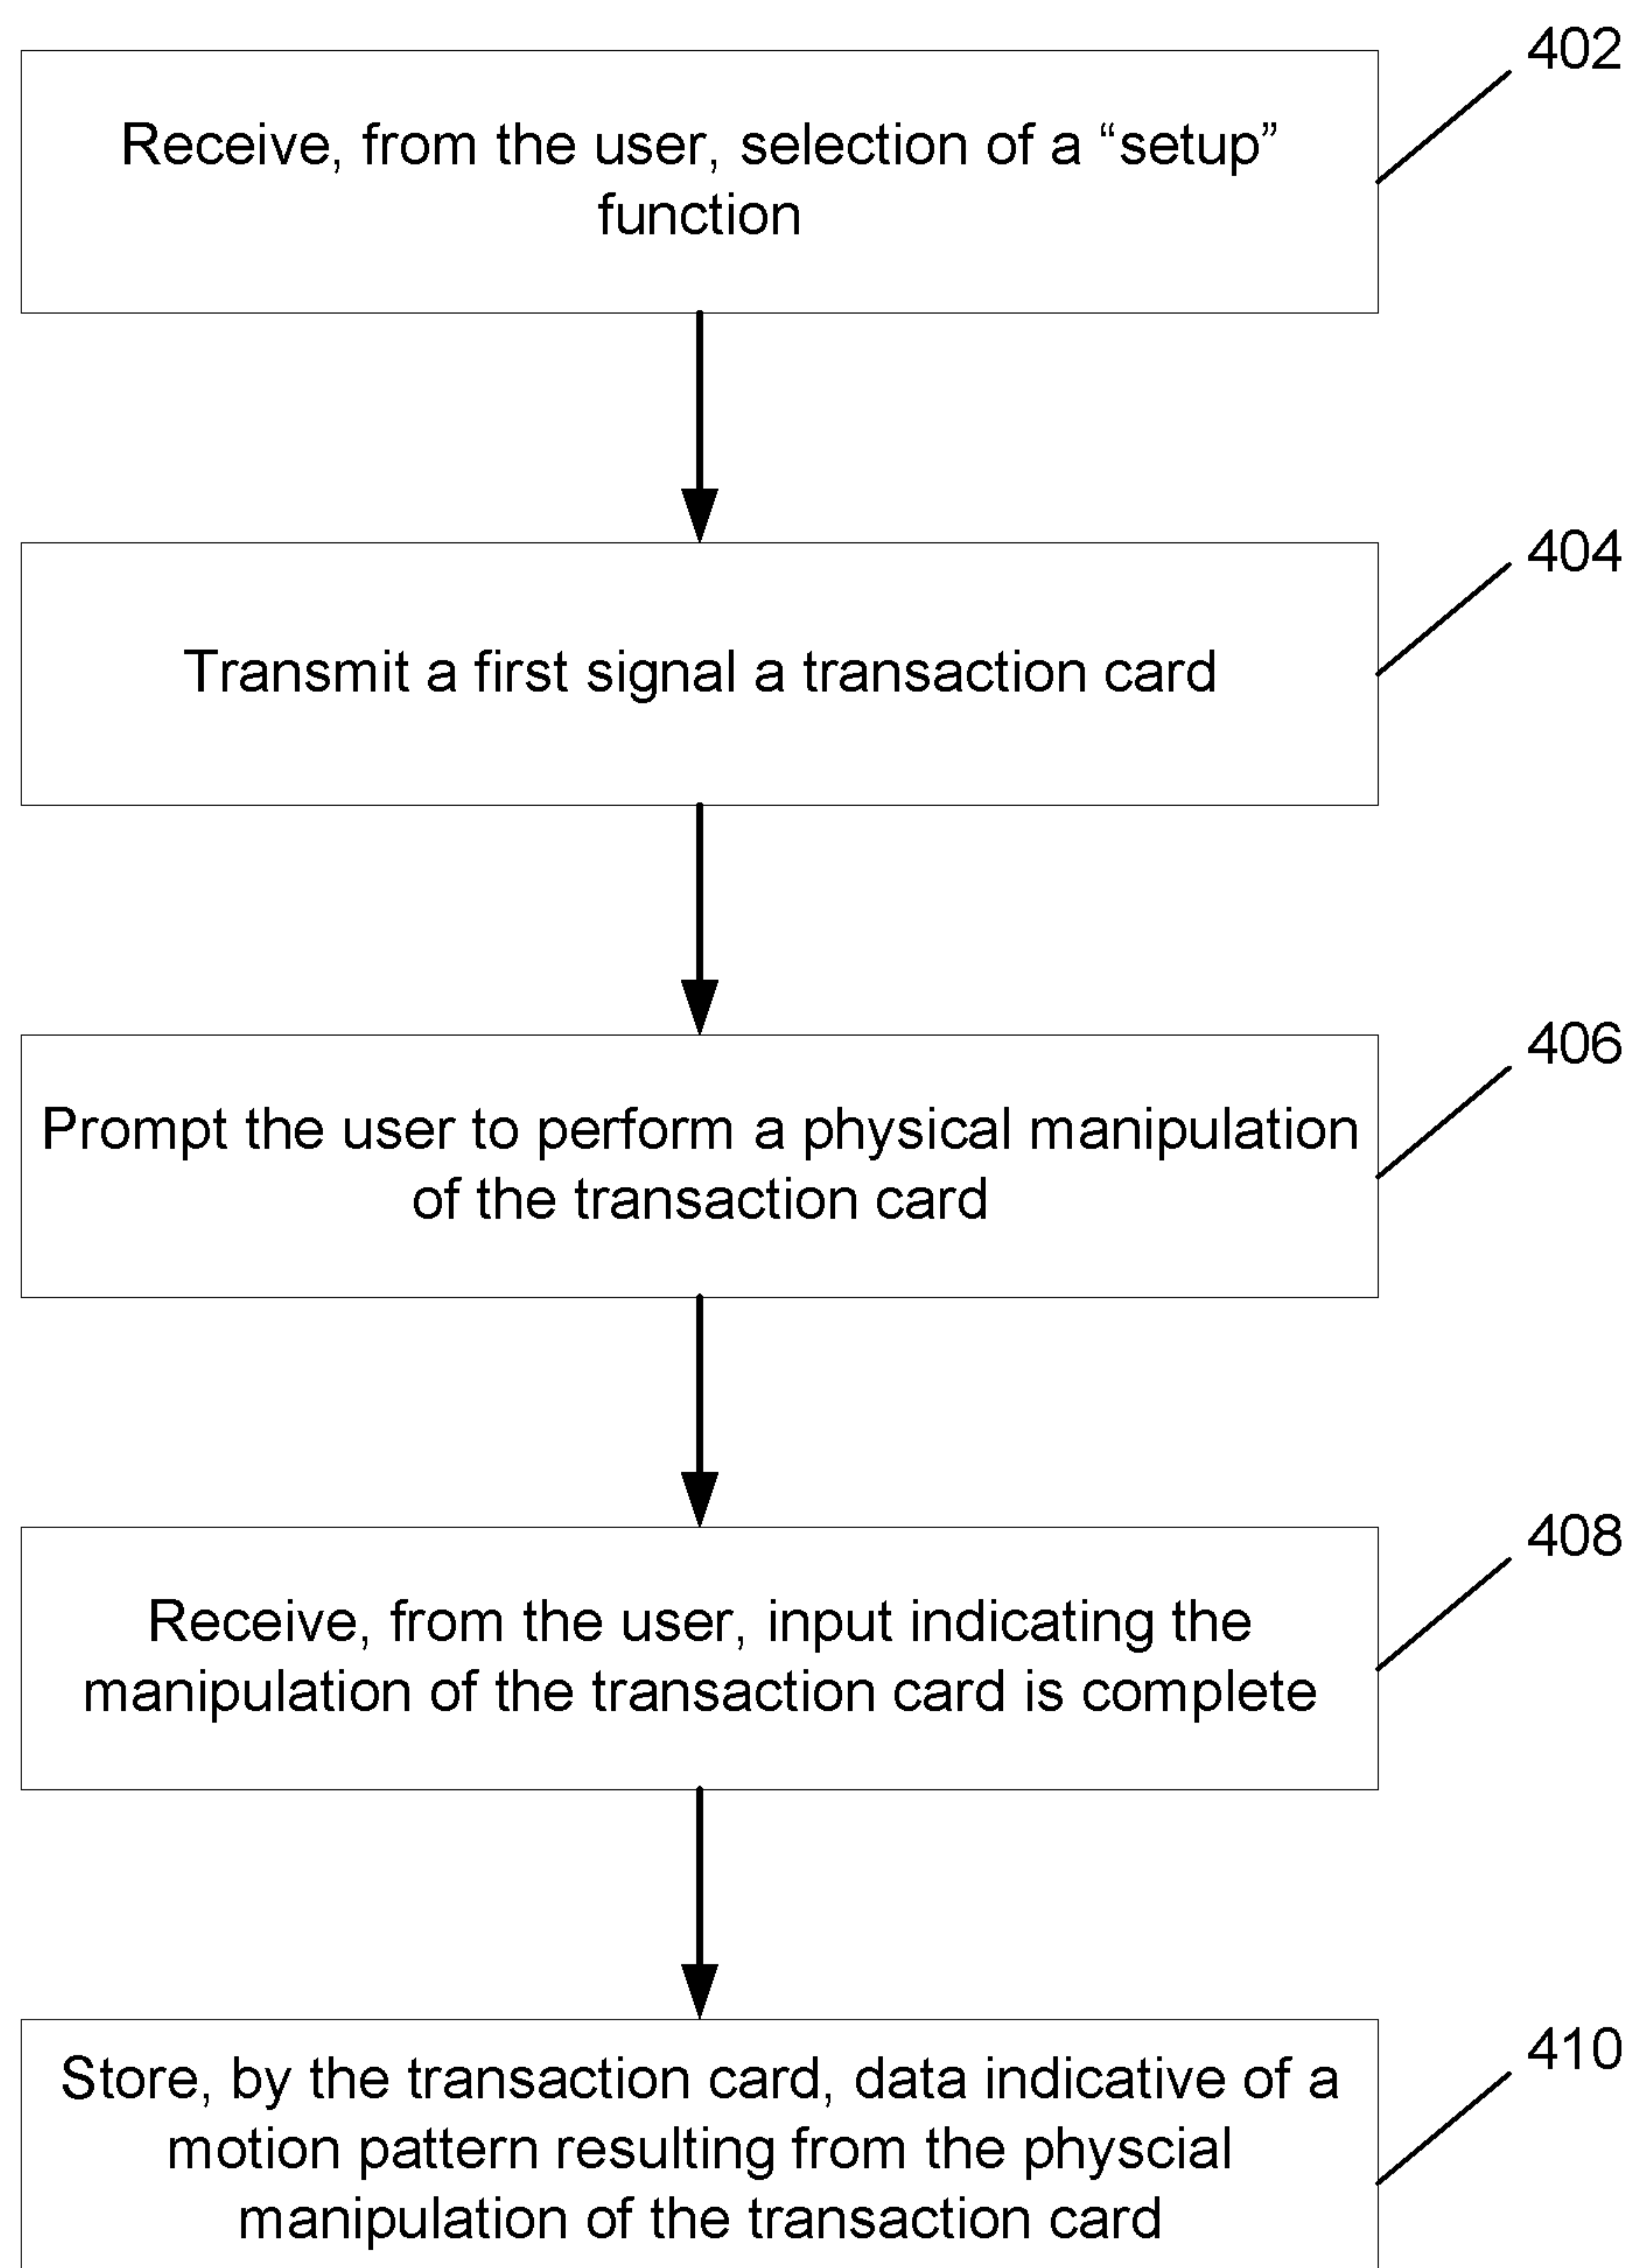 402
Receive, from the user, selection of a “setup”
function
404
Transmit a first signal a transaction card
406
Prompt the user to perform a physical manipulation
of the transaction card
408
Receive, from the user, input indicating the
manipulation of the transaction card is complete
410
Store, by the transaction card, data indicative of a
motion pattern resulting from the physcial
manipulation of the transaction card